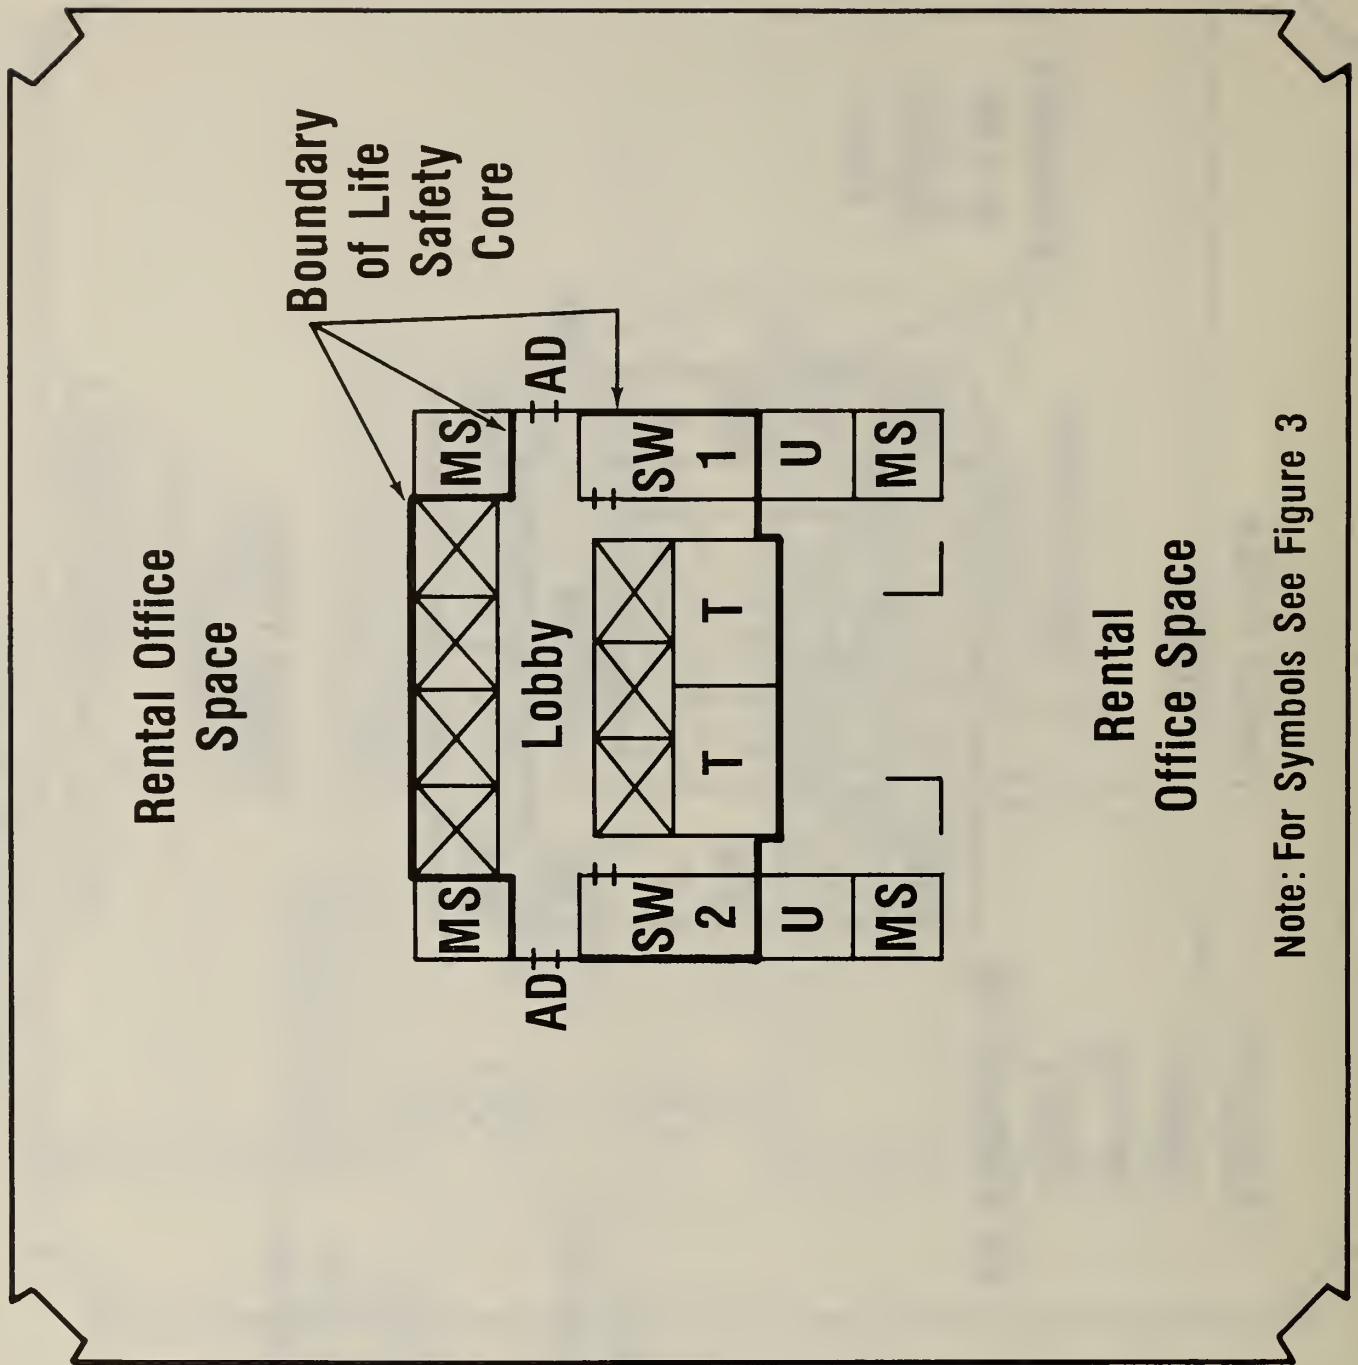 Rental Office
Space
Boundary
of Life
Safety
Core
MS
MS
AD
AD
Lobby
SW
2
SW
1
T
T
U
U
MS
MS
Rental
Office Space
Note: For Symbols See Figure 3